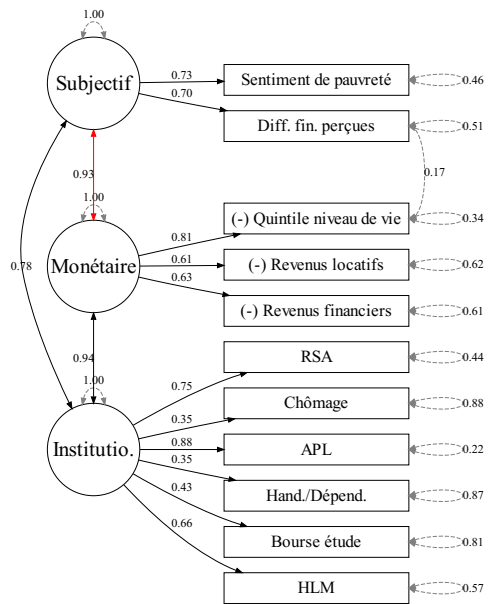 1.00
Subjectif
0.73
Sentiment de pauvreté
0.46
0.70
Diff. fin. perçues
0.51
0.17
0.93
1.00
Monétaire
0.81
(-) Quintile niveau de vie
0.34
0.61
(-) Revenus locatifs
0.62
0.63
(-) Revenus financiers
0.61
0.78
0.94
1.00
Institutio.
0.75
RSA
0.44
0.35
Chômage
0.88
0.88
APL
0.22
0.35
Hand./Dépend.
0.87
0.43
Bourse étude
0.81
0.66
HLM
0.57